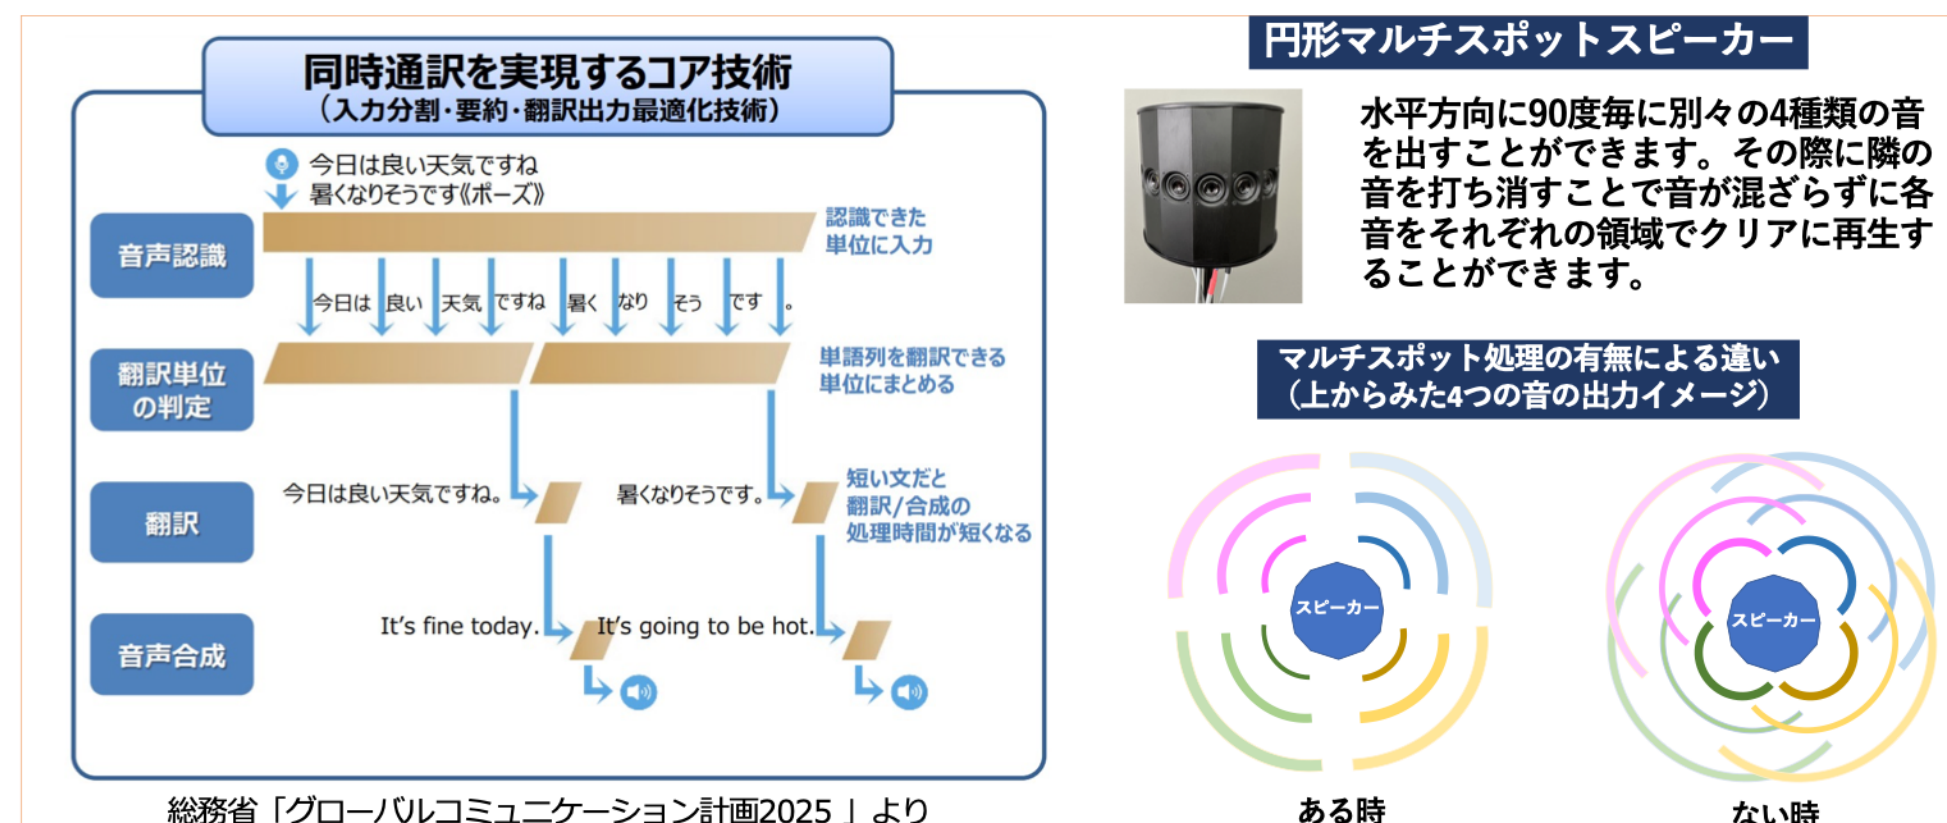 同時通訳を実現するコア技術
（入力分割・要約・翻訳出力最適化技術）
今日は良い天気ですね
暑くなりそうです《ポーズ》
音声認識
認識できた
単位に入力
今日は 良い 天気 ですね 暑く なり そう です 。
翻訳単位
の判定
単語列を翻訳できる
単位にまとめる
翻訳
今日は良い天気ですね。
暑くなりそうです。
短い文だと
翻訳/合成の
処理時間が短くなる
音声合成
It's fine today.
It's going to be hot.
総務省「グローバルコミュニケーション計画2025 」より
円形マルチスポットスピーカー
水平方向に90度毎に別々の4種類の音
を出すことができます。その際に隣の
音を打ち消すことで音が混ざらずに各
音をそれぞれの領域でクリアに再生す
ることができます。
マルチスポット処理の有無による違い
（上からみた4つの音の出力イメージ）
スピーカー
ある時
スピーカー
ない時